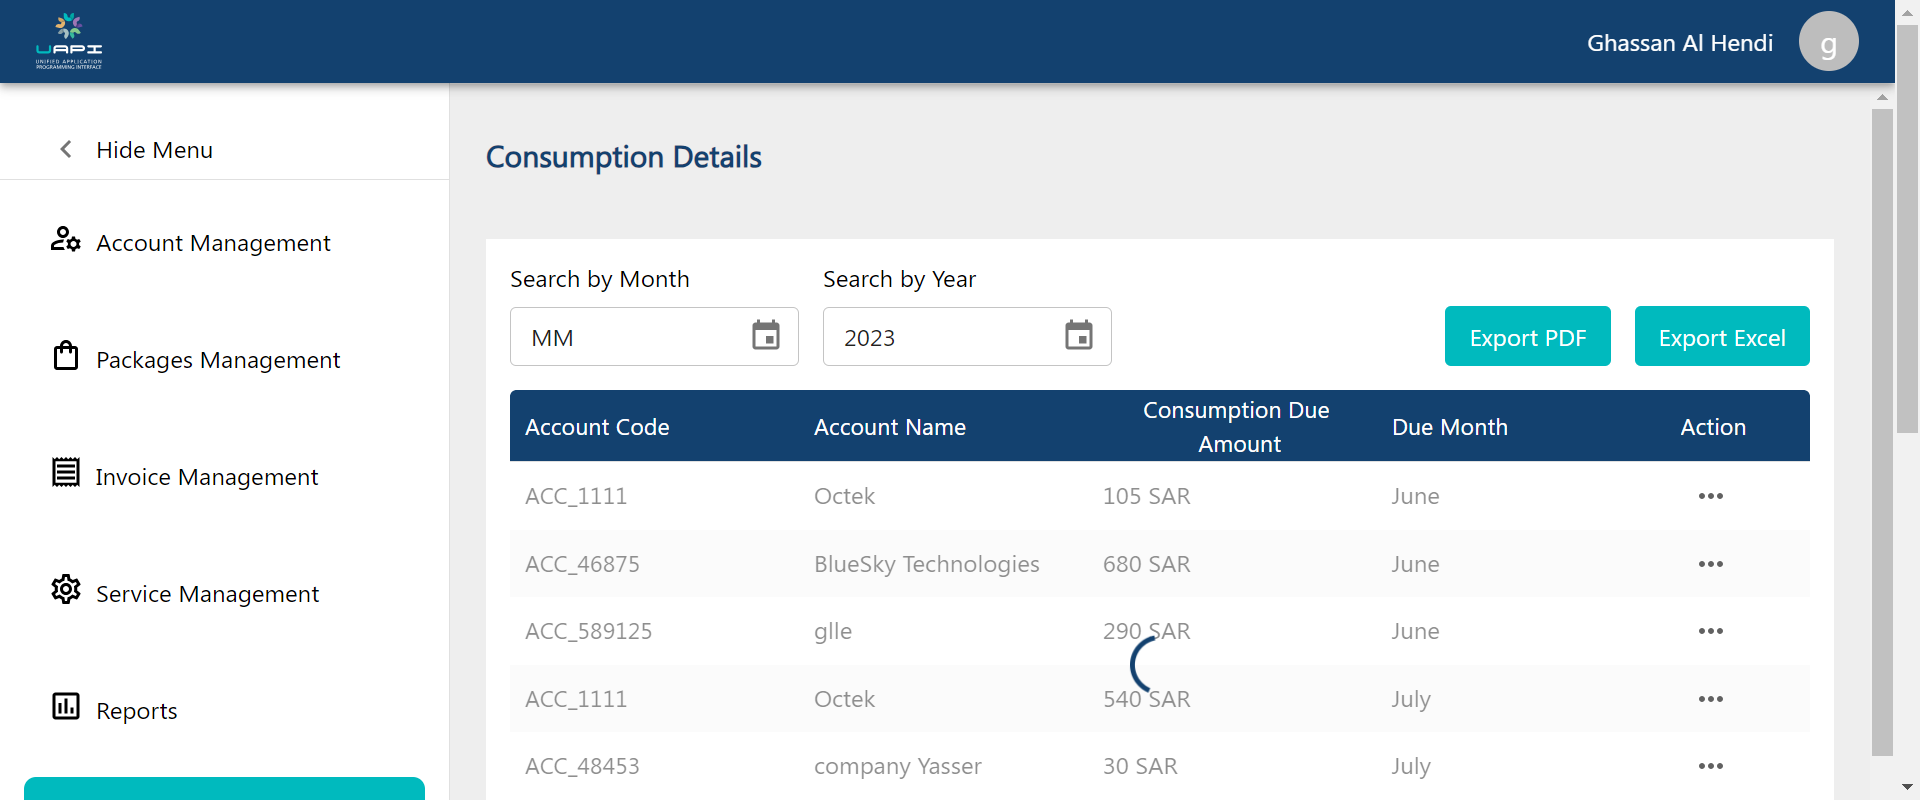 UAPI
UNIFIED APPLICATION
PROGRAMMING INTERFACE
Ghassan Al Hendi
g
Hide Menu
Account Management
Packages Management
Invoice Management
Service Management
Reports
Consumption Details
Search by Month
Search by Year
MM
2023
Export PDF
Export Excel
Account Code
Account Name
Consumption Due
Amount
Due Month
Action
ACC_1111 Octek 105 SAR June
ACC_46875 BlueSky Technologies 680 SAR June
ACC_589125 glle 290 SAR June
ACC_1111 Octek 540 SAR July
ACC_48453 company Yasser 30 SAR July